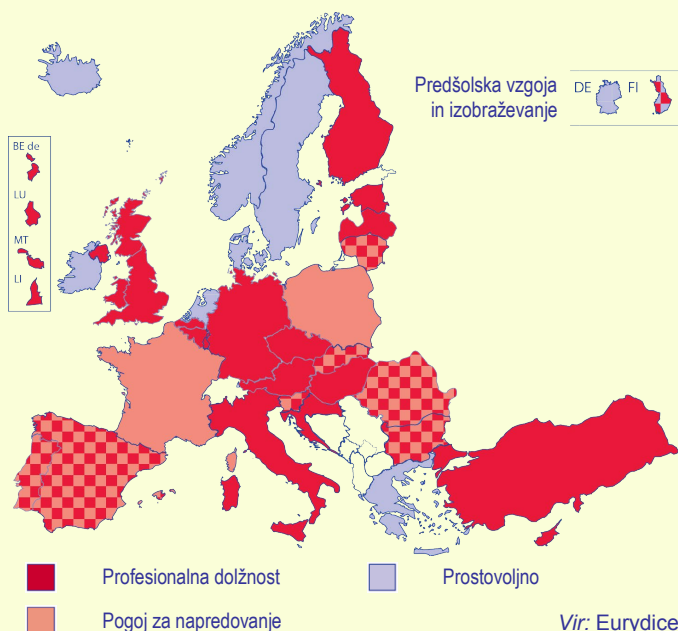 Predšolska vzgoja
in izobraževanje
DE
FI
BE de
LU
MT
LI
Profesionalna dolžnost
Prostovoljno
Pogoj za napredovanje
Vir: Eurydice